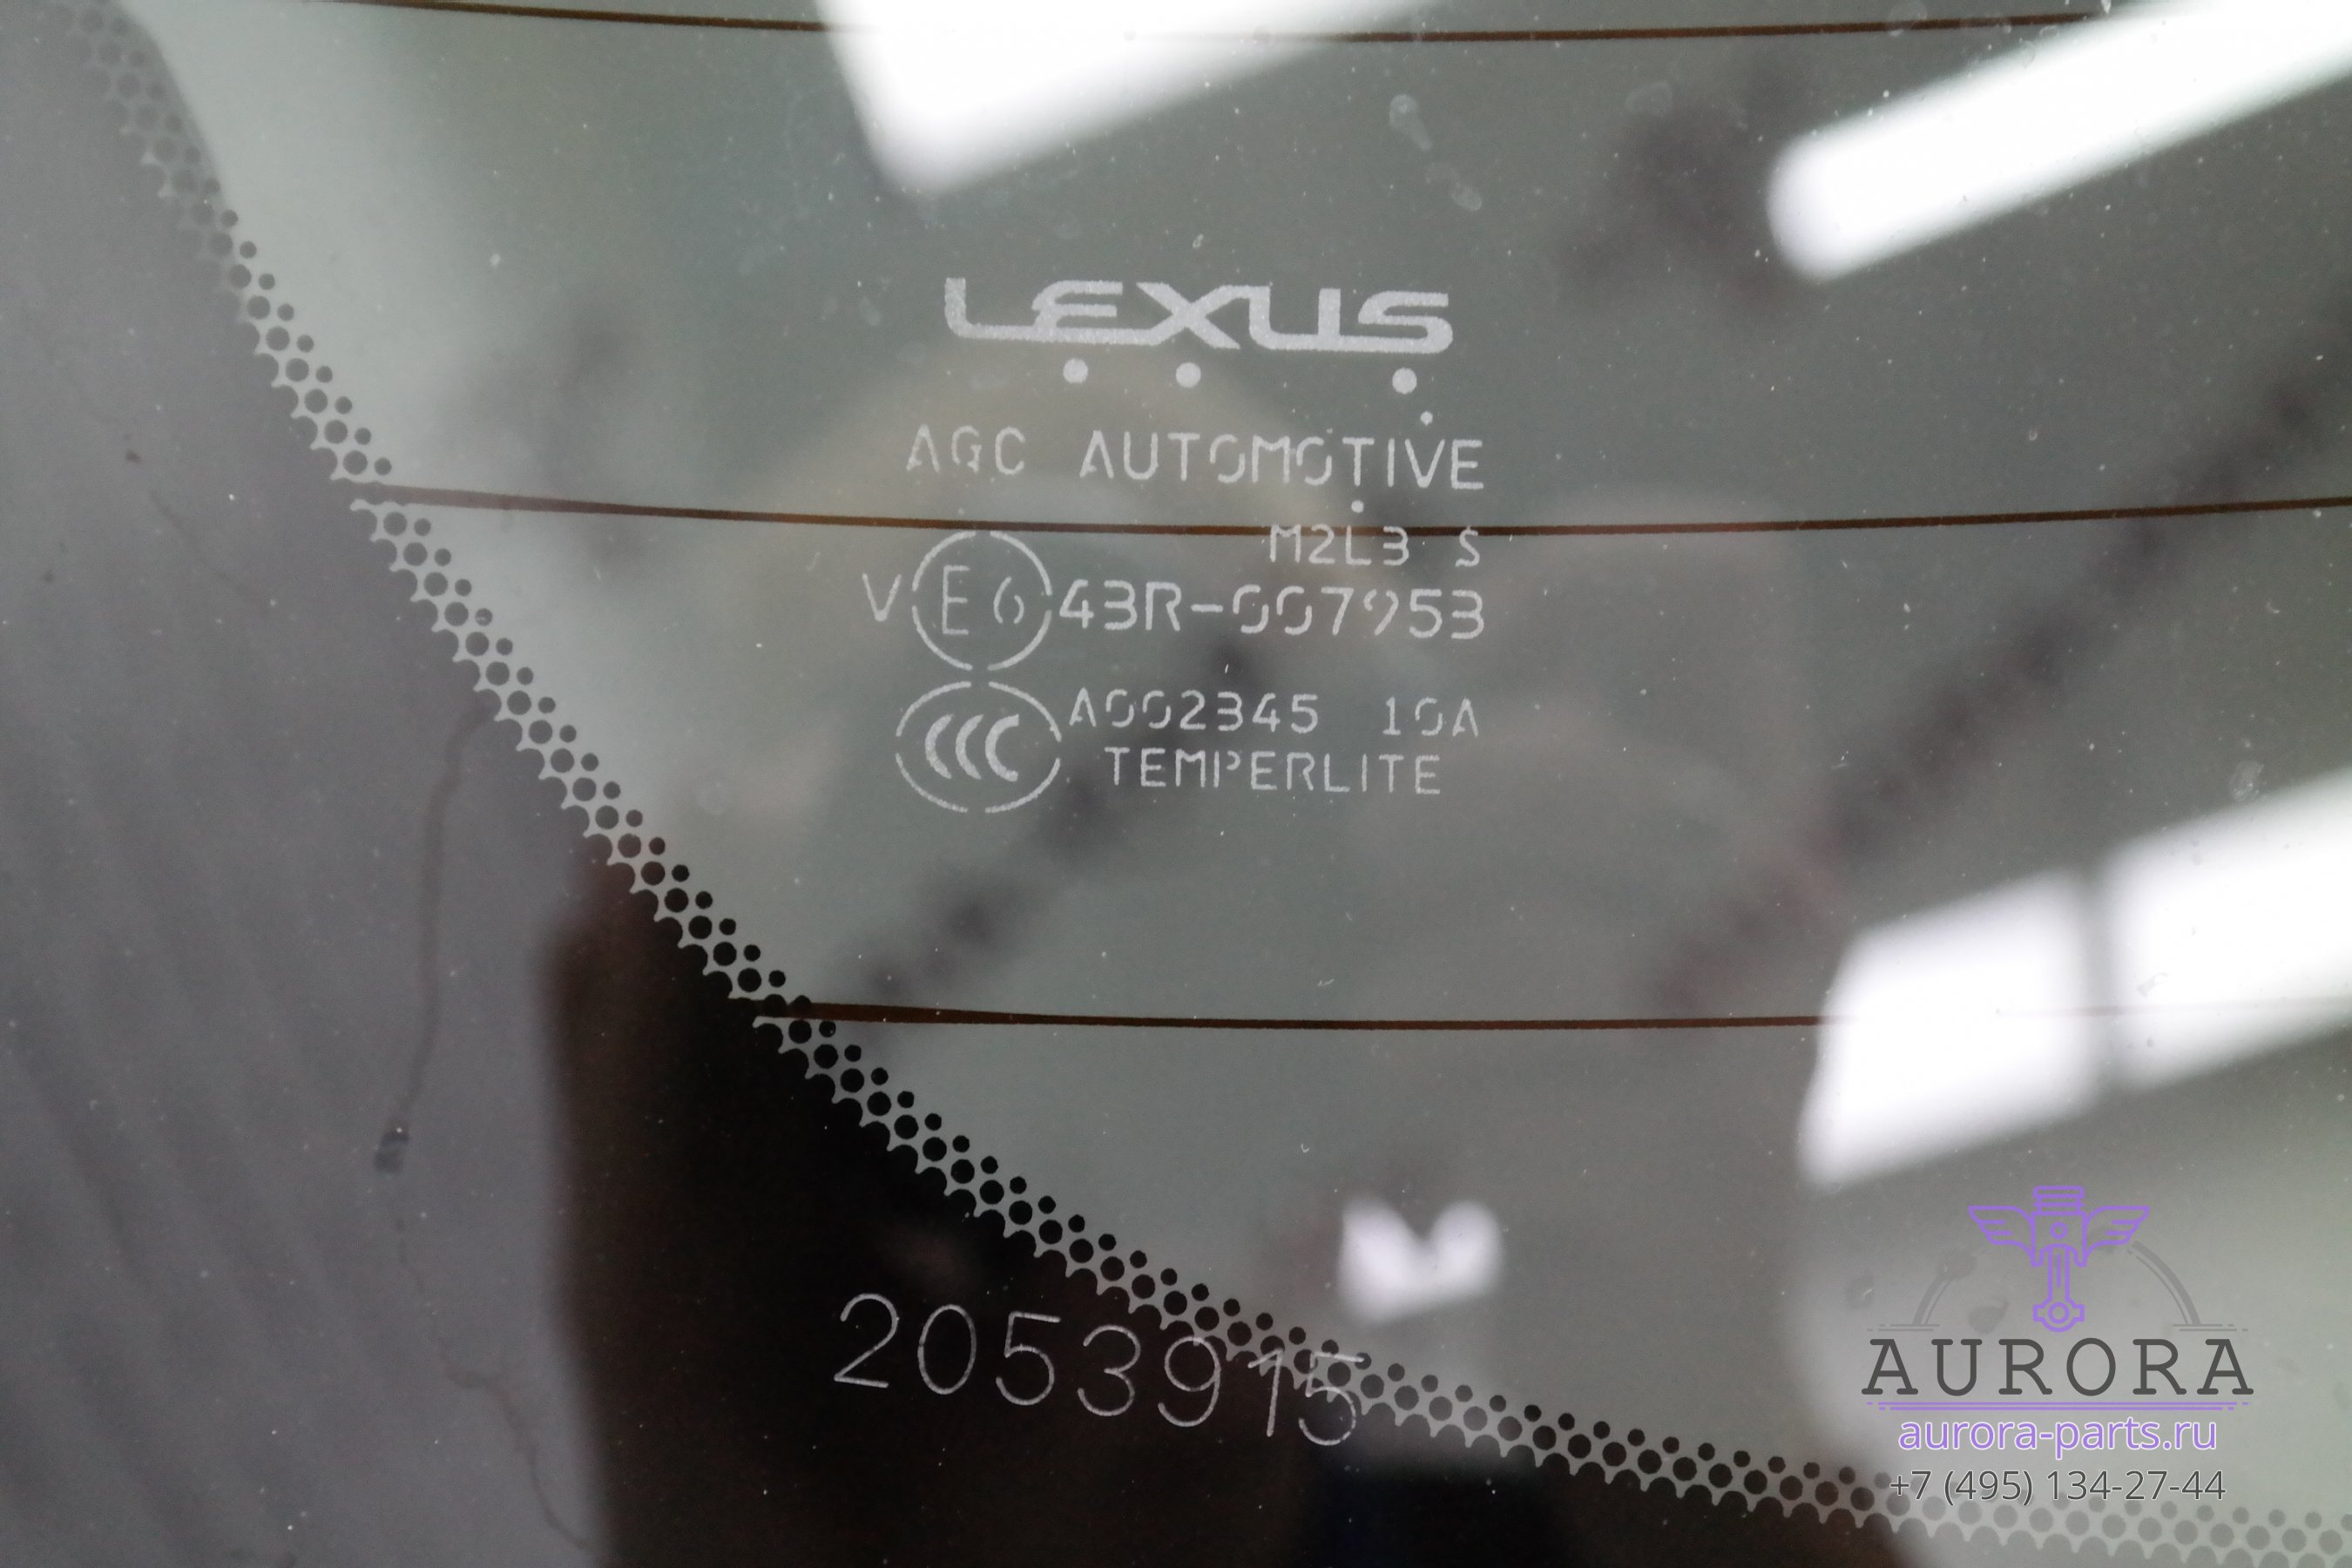 LEXUS
AGC AUTOMOTIVE
M2L3 S
V E6 43R-007953
CCC A002345 10A
TEMPERLITE
2053915
AURORA
aurora-parts.ru
+7 (495) 134-27-44